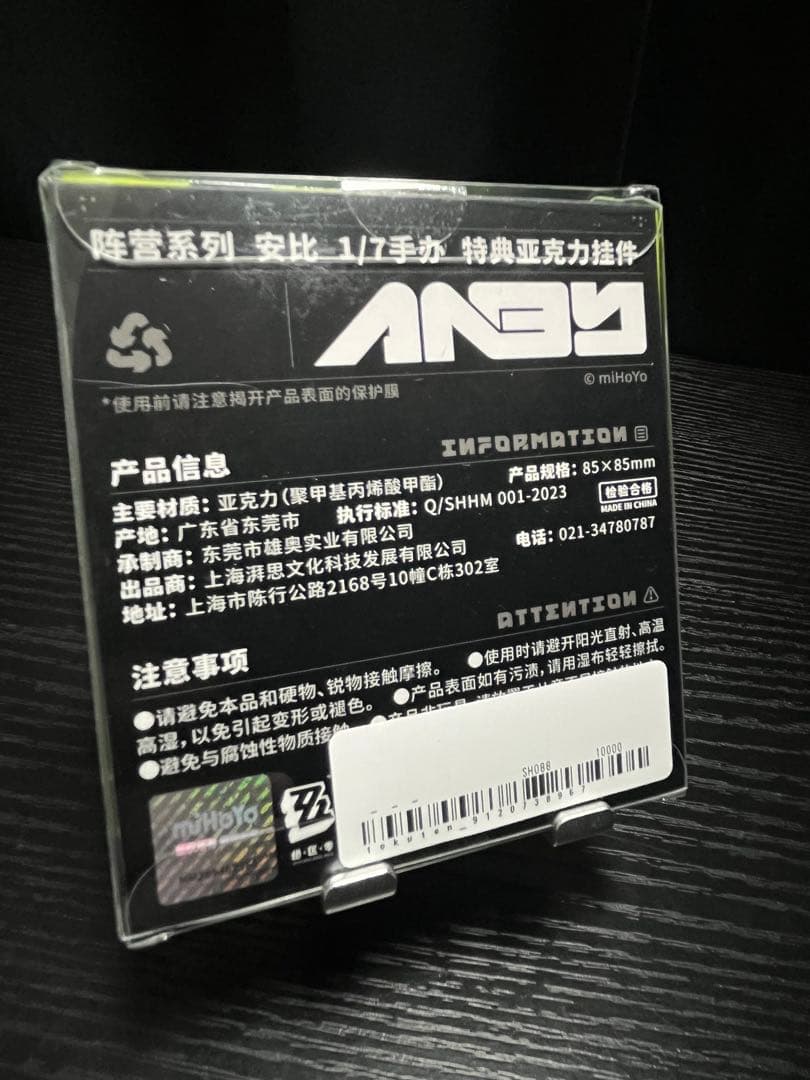 阵营系列 安比 1/7手办 特典亚克力挂件
ANBY
© miHoYo
*使用前请注意揭开产品表面的保护膜
INFORMATION
产品信息
产品规格：85×85mm
主要材质：亚克力（聚甲基丙烯酸甲酯）
产地：广东省东莞市 执行标准：Q/SHHM 001-2023
检验合格
MADE IN CHINA
承制商：东莞市雄奥实业有限公司
出品商：上海湃思文化科技发展有限公司
电话：021-34780787
地址：上海市陈行公路2168号10幢C栋302室
ATTENTION
注意事项
●请避免本品和硬物、锐物接触摩擦。
●使用时请避开阳光直射、高温
高湿，以免引起变形或褪色。
●产品表面如有污渍，请用湿布轻轻擦拭。
●避免与腐蚀性物质接触
miHoYo
SH0BB 10000
tokuten_9120738967